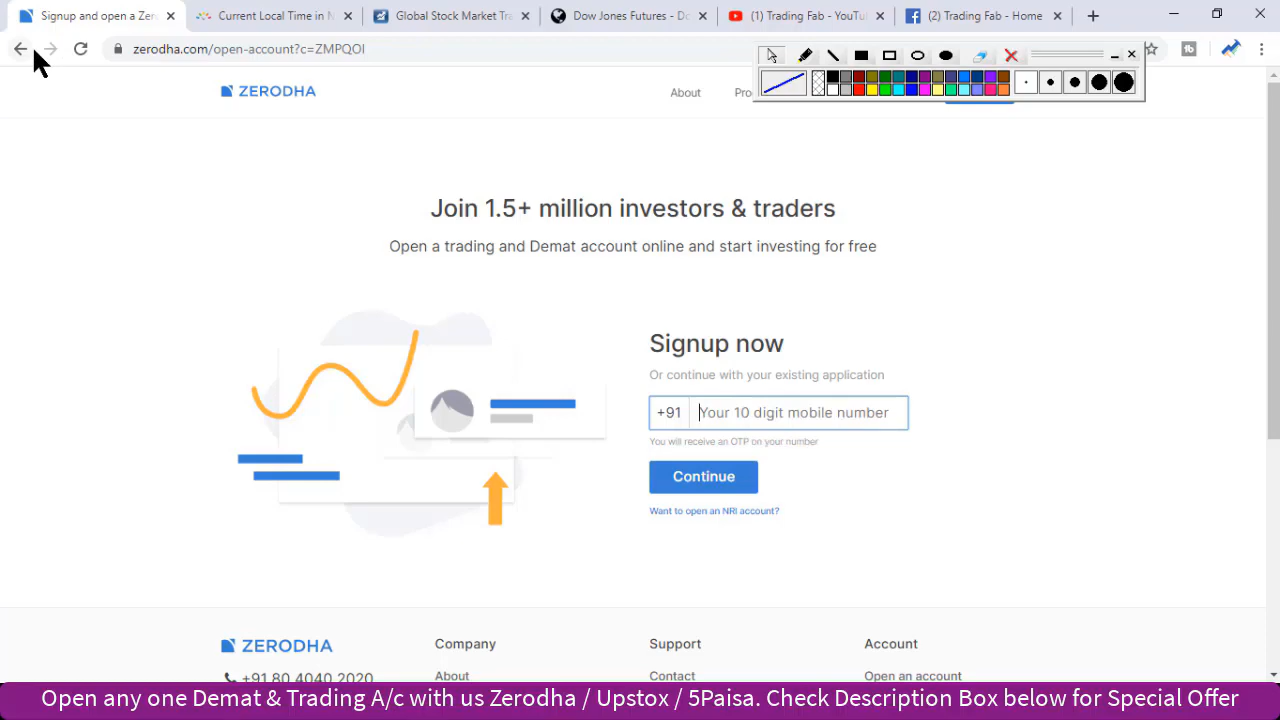 Signup and open a Zer
Current Local Time in N
Global Stock Market Tra
Dow Jones Futures - Do
(1) Trading Fab - YouTu
(2) Trading Fab - Home
zerodha.com/open-account?c=ZMPQOI
ZERODHA
About
Pro
Join 1.5+ million investors & traders
Open a trading and Demat account online and start investing for free
Signup now
Or continue with your existing application
+91 Your 10 digit mobile number
You will receive an OTP on your number
Continue
Want to open an NRI account?
ZERODHA
Company
Support
Account
+91 80 4040 2020
About
Contact
Open an account
Open any one Demat & Trading A/c with us Zerodha / Upstox / 5Paisa. Check Description Box below for Special Offer